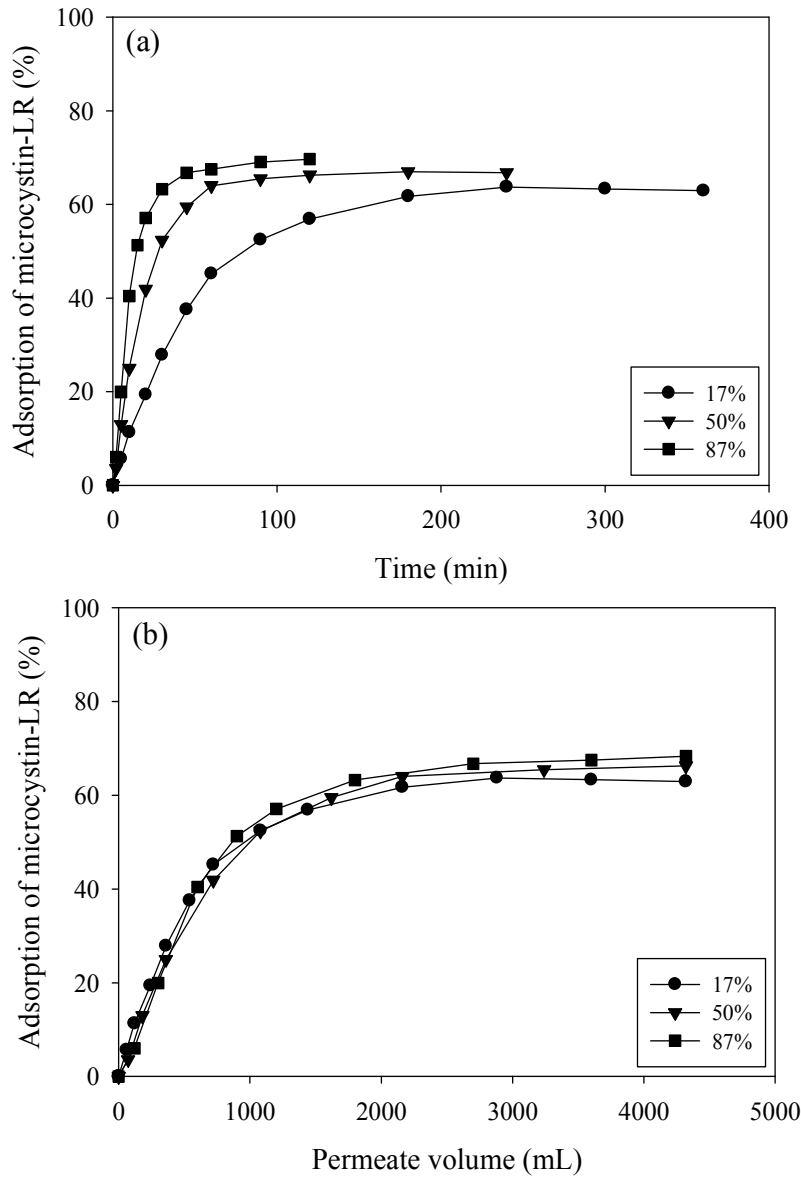 (a)
Adsorption of microcystin-LR (%)
100
80
60
40
20
0
17%
50%
87%
0 100 200 300 400
Time (min)
(b)
Adsorption of microcystin-LR (%)
100
80
60
40
20
0
17%
50%
87%
0 1000 2000 3000 4000 5000
Permeate volume (mL)